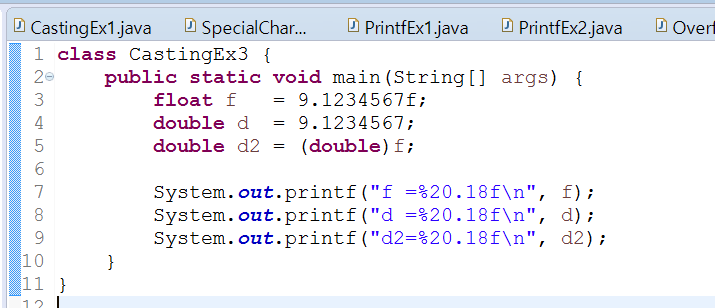 CastingEx1.java SpecialChar... PrintfEx1.java PrintfEx2.java Overf
1 class CastingEx3 {
2 public static void main(String[] args) {
3 float f = 9.1234567f;
4 double d = 9.1234567;
5 double d2 = (double)f;
6
7 System.out.printf("f =%20.18f\n", f);
8 System.out.printf("d =%20.18f\n", d);
9 System.out.printf("d2=%20.18f\n", d2);
10 }
11 }
12